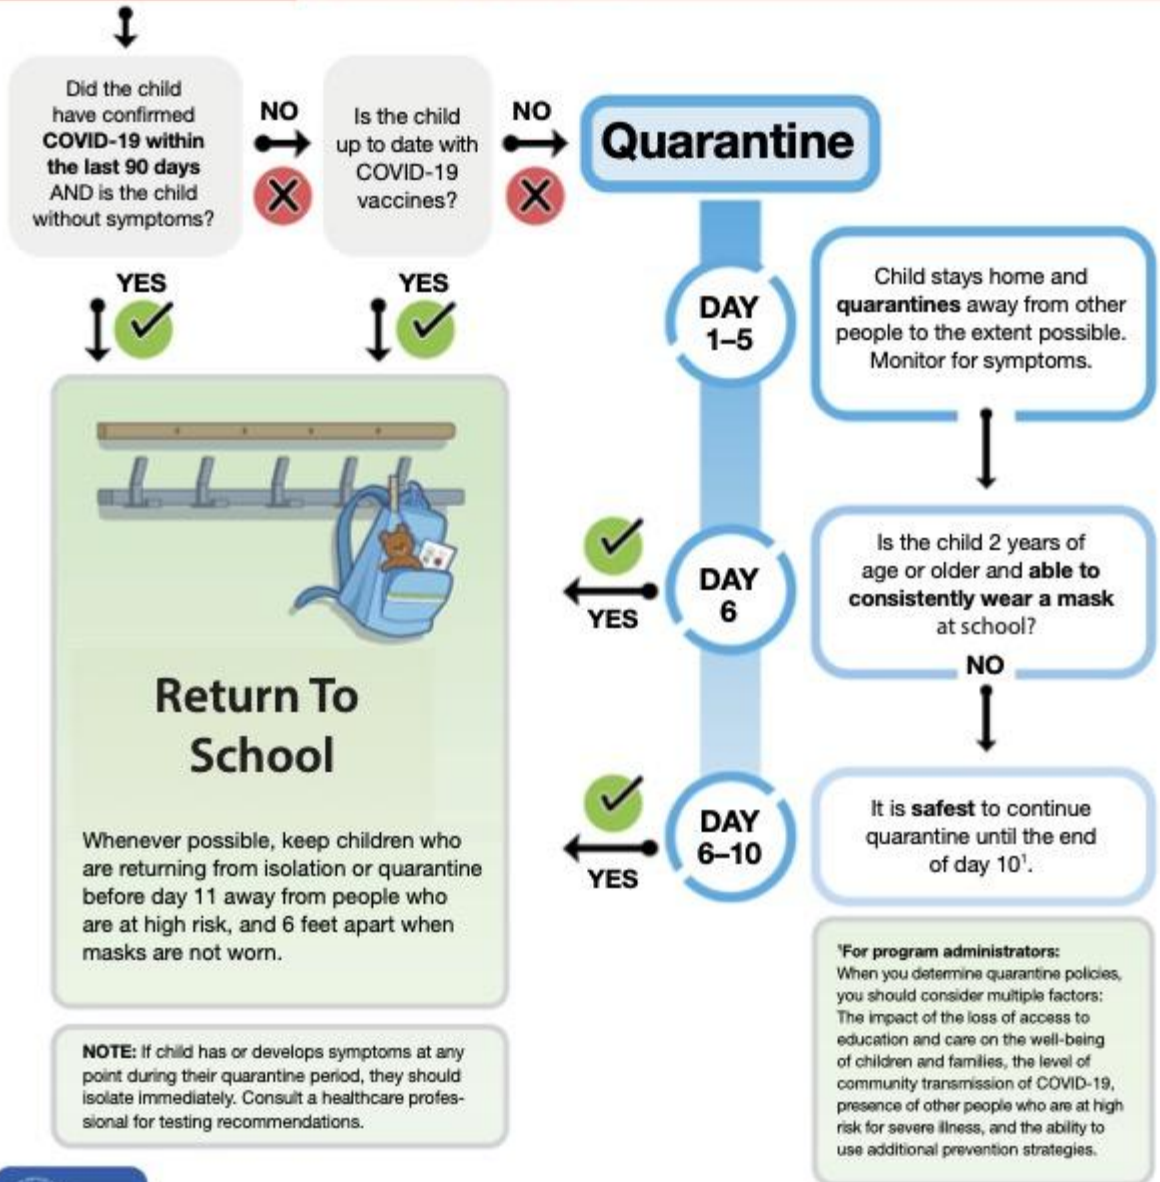 Did the child
have confirmed
COVID-19 within
the last 90 days
AND is the child
without symptoms?
NO
Is the child
up to date with
COVID-19
vaccines?
NO
Quarantine
YES
YES
DAY
1–5
Child stays home and
quarantines away from other
people to the extent possible.
Monitor for symptoms.
YES
DAY
6
Is the child 2 years of
age or older and able to
consistently wear a mask
at school?
NO
Return To
School
Whenever possible, keep children who
are returning from isolation or quarantine
before day 11 away from people who
are at high risk, and 6 feet apart when
masks are not worn.
YES
DAY
6–10
It is safest to continue
quarantine until the end
of day 10¹.
NOTE: If child has or develops symptoms at any
point during their quarantine period, they should
isolate immediately. Consult a healthcare profes-
sional for testing recommendations.
¹For program administrators:
When you determine quarantine policies,
you should consider multiple factors:
The impact of the loss of access to
education and care on the well-being
of children and families, the level of
community transmission of COVID-19,
presence of other people who are at high
risk for severe illness, and the ability to
use additional prevention strategies.